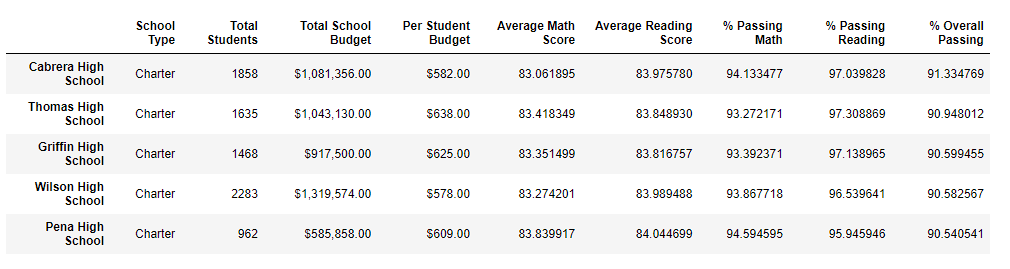 School Type Total Students Total School Budget Per Student Budget Average Math Score Average Reading Score % Passing Math % Passing Reading % Overall Passing
Cabrera High School Charter 1858 $1,081,356.00 $582.00 83.061895 83.975780 94.133477 97.039828 91.334769
Thomas High School Charter 1635 $1,043,130.00 $638.00 83.418349 83.848930 93.272171 97.308869 90.948012
Griffin High School Charter 1468 $917,500.00 $625.00 83.351499 83.816757 93.392371 97.138965 90.599455
Wilson High School Charter 2283 $1,319,574.00 $578.00 83.274201 83.989488 93.867718 96.539641 90.582567
Pena High School Charter 962 $585,858.00 $609.00 83.839917 84.044699 94.594595 95.945946 90.540541